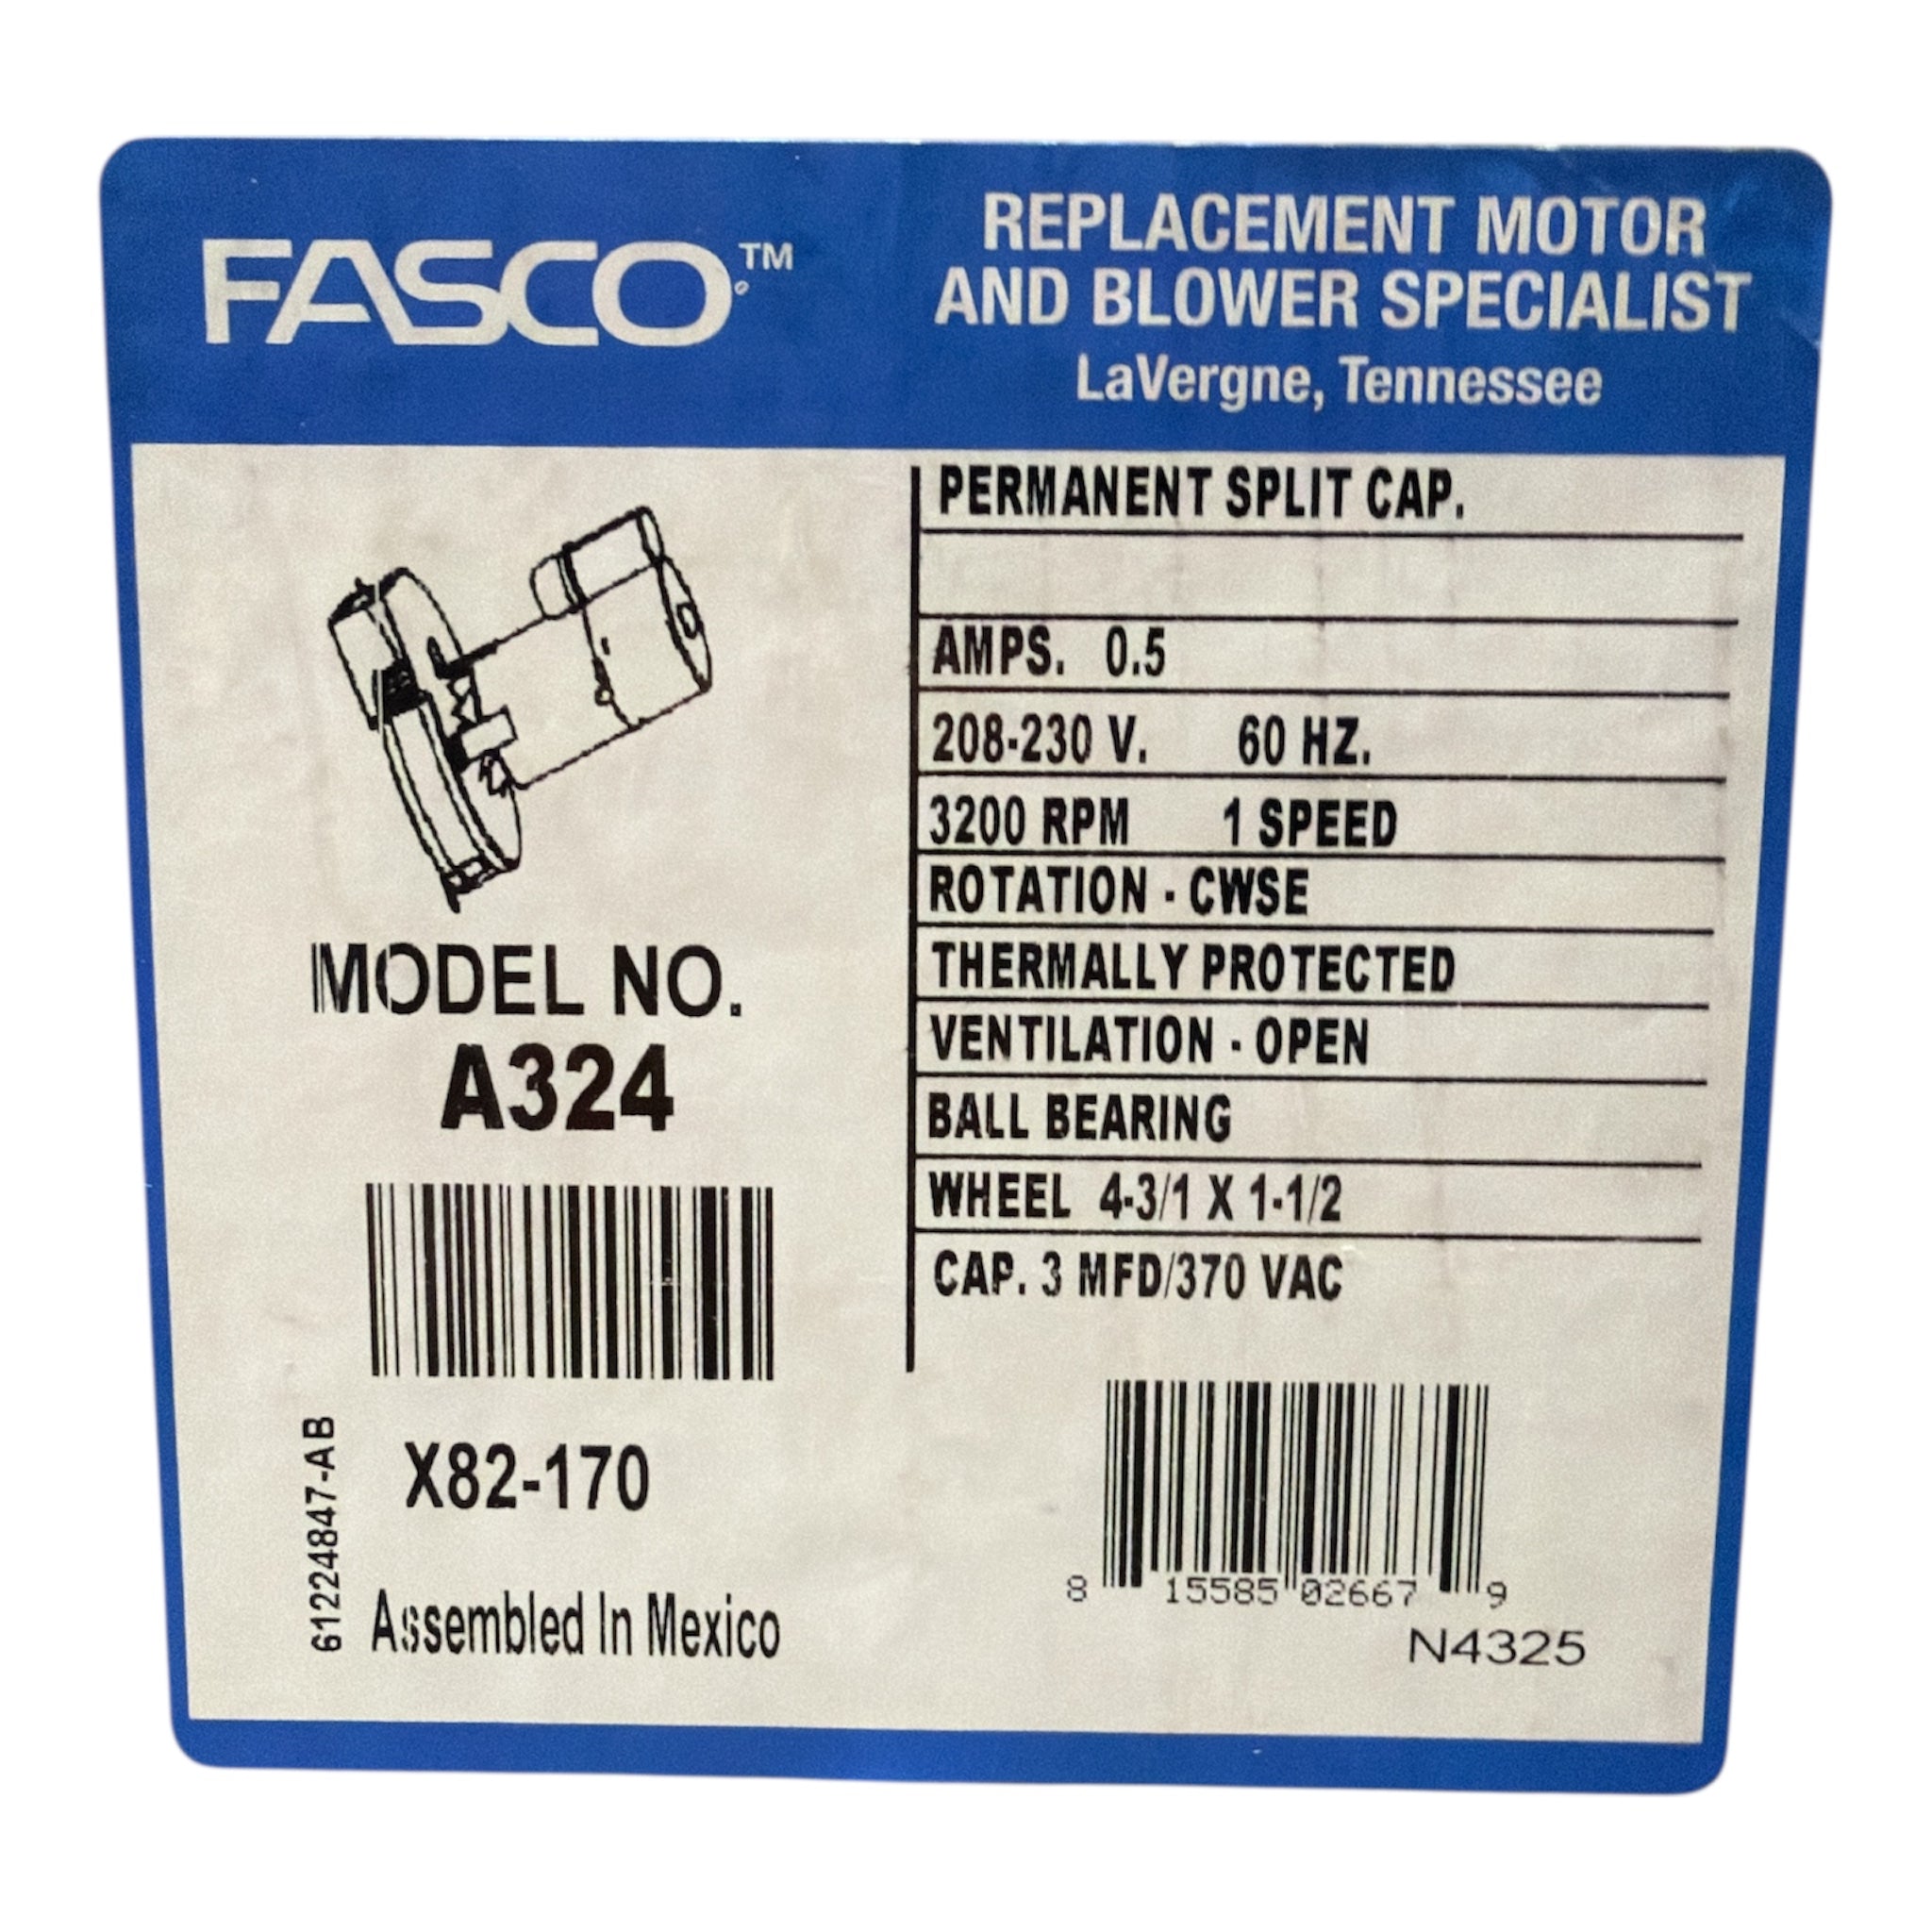 FASCO™
REPLACEMENT MOTOR
AND BLOWER SPECIALIST
LaVergne, Tennessee
MODEL NO.
A324
X82-170
61224847-AB
Assembled In Mexico
PERMANENT SPLIT CAP.
AMPS. 0.5
208-230 V. 60 HZ.
3200 RPM 1 SPEED
ROTATION - CWSE
THERMALLY PROTECTED
VENTILATION - OPEN
BALL BEARING
WHEEL 4-3/1 X 1-1/2
CAP. 3 MFD/370 VAC
8 15585 02667 9
N4325